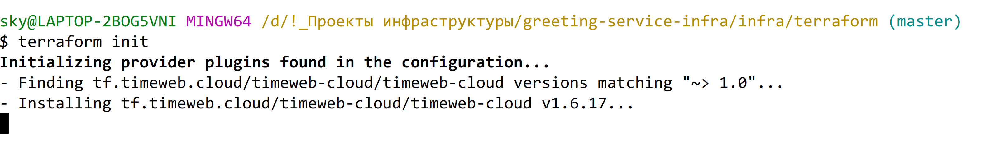 sky@LAPTOP-2BOG5VNI MINGW64 /d/!_Проекты инфраструктуры/greeting-service-infra/infra/terraform (master)
$ terraform init
Initializing provider plugins found in the configuration...
- Finding tf.timeweb.cloud/timeweb-cloud/timeweb-cloud versions matching "~> 1.0"...
- Installing tf.timeweb.cloud/timeweb-cloud/timeweb-cloud v1.6.17...